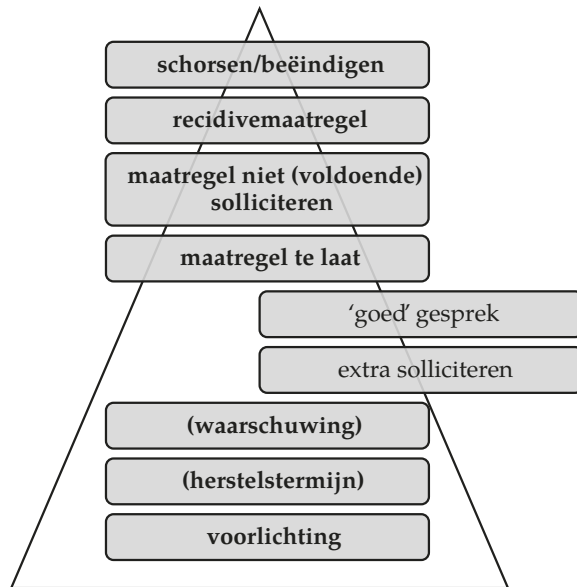 schorsen/beëindigen
recidivemaatregel
maatregel niet (voldoende)
solliciteren
maatregel te laat
‘goed’ gesprek
extra solliciteren
(waarschuwing)
(herstelstermijn)
voorlichting